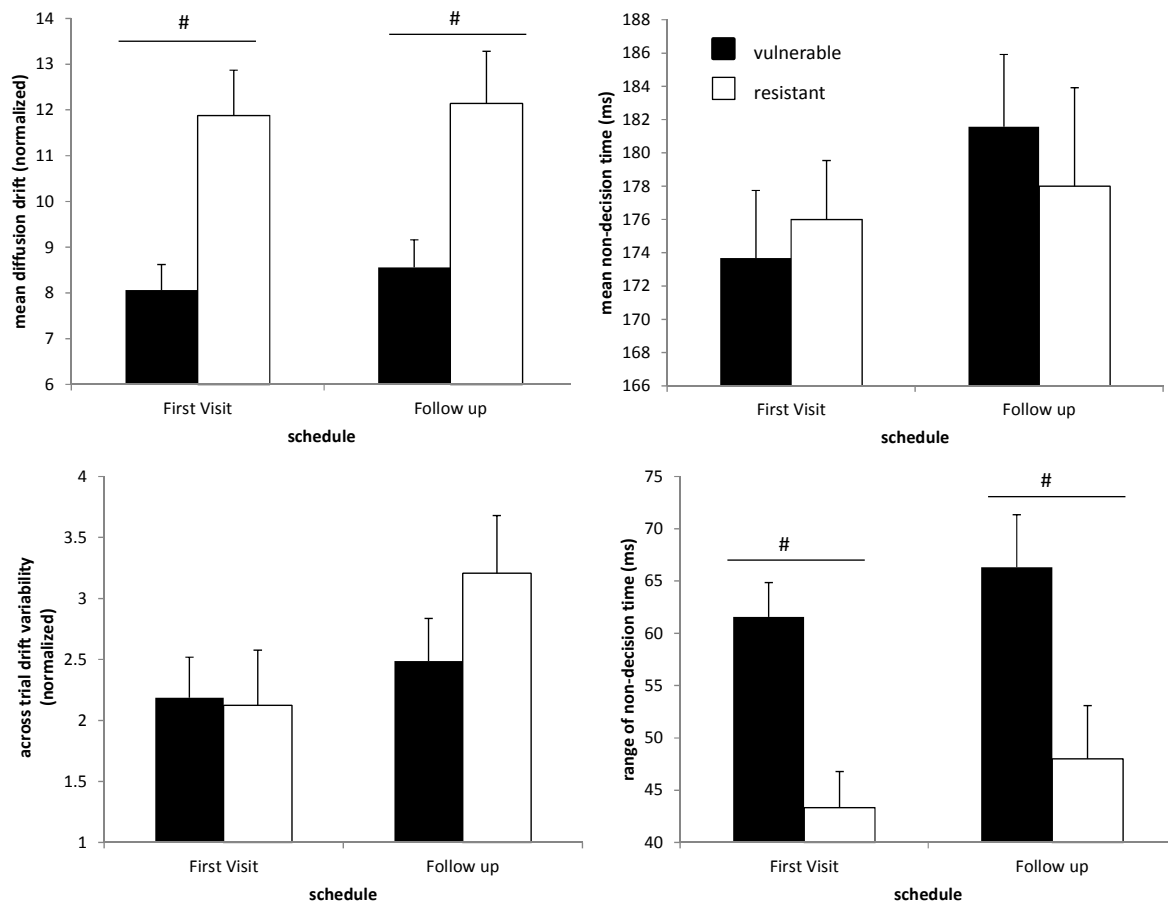 #
#
mean diffusion drift (normalized)
14
13
12
11
10
9
8
7
6
First Visit
Follow up
schedule
vulnerable
resistant
mean non-decision time (ms)
188
186
184
182
180
178
176
174
172
170
168
166
First Visit
Follow up
schedule
across trial drift variability
(normalized)
4
3.5
3
2.5
2
1.5
1
First Visit
Follow up
schedule
#
#
range of non-decision time (ms)
75
70
65
60
55
50
45
40
First Visit
Follow up
schedule